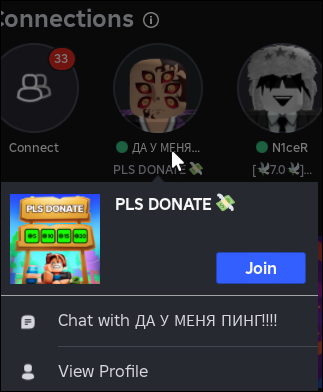 Connections
33
Connect
ДА У МЕНЯ...
N1ceR
PLS DONATE 💸
[🕊7.0🕊]...
PLS DONATE
5 10 15 20
PLS DONATE 💸
Join
Chat with ДА У МЕНЯ ПИНГ!!!!
View Profile